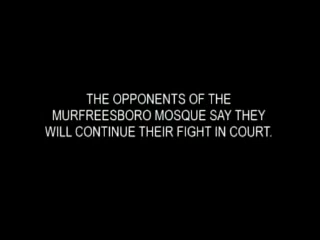 THE OPPONENTS OF THE
MURFREESBORO MOSQUE SAY THEY
WILL CONTINUE THEIR FIGHT IN COURT.